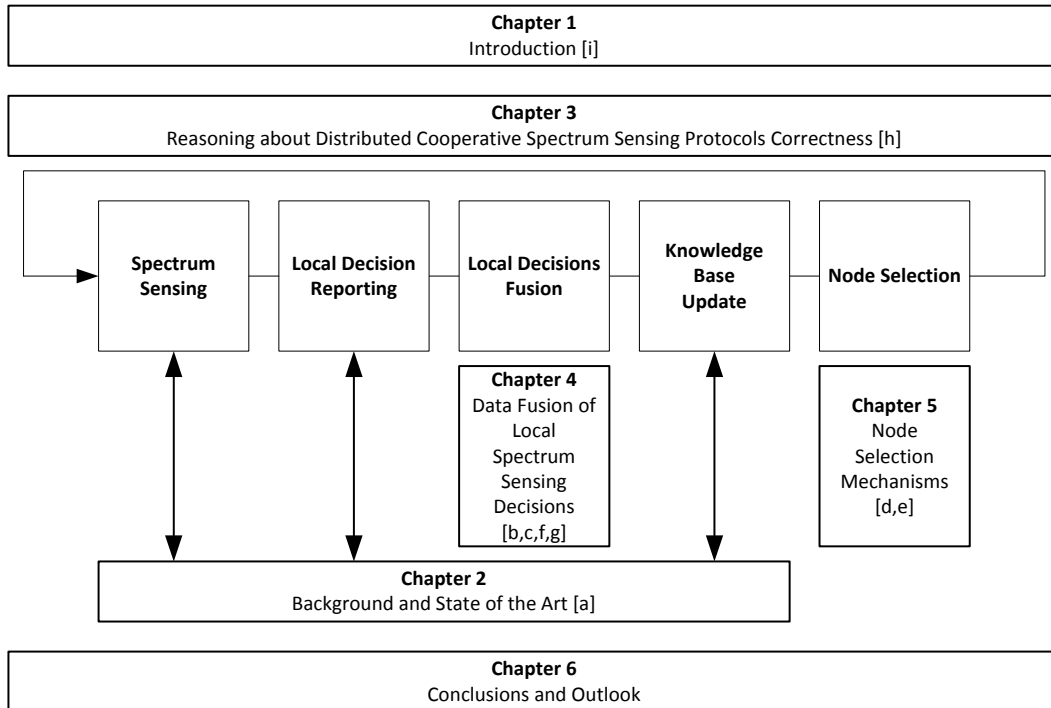 Chapter 1
Introduction [i]
Chapter 3
Reasoning about Distributed Cooperative Spectrum Sensing Protocols Correctness [h]
Spectrum
Sensing
Local Decision
Reporting
Local Decisions
Fusion
Knowledge
Base
Update
Node Selection
Chapter 4
Data Fusion of
Local
Spectrum
Sensing
Decisions
[b,c,f,g]
Chapter 5
Node
Selection
Mechanisms
[d,e]
Chapter 2
Background and State of the Art [a]
Chapter 6
Conclusions and Outlook